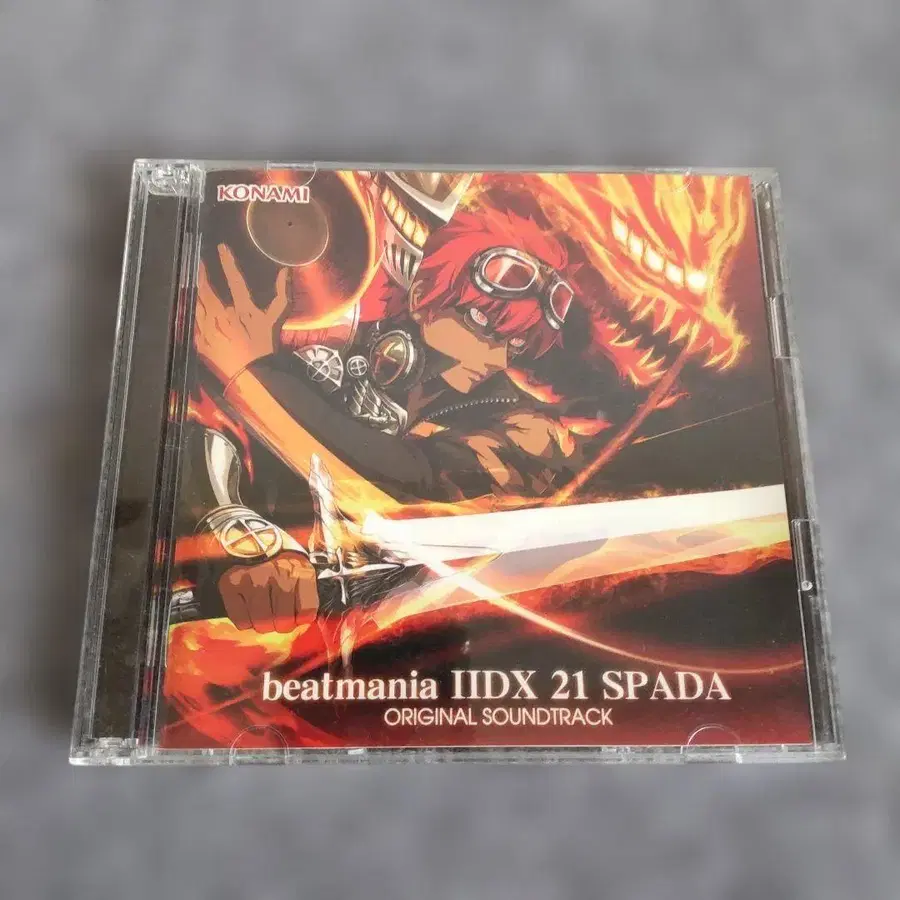 KONAMI
beatmania IIDX 21 SPADA
ORIGINAL SOUNDTRACK